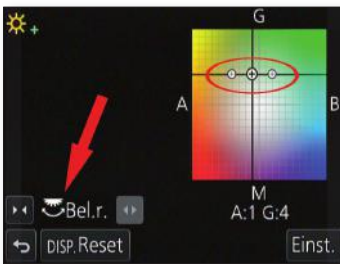 G
A B
M
A:1 G:4
Bel.r.
DISP. Reset Einst.